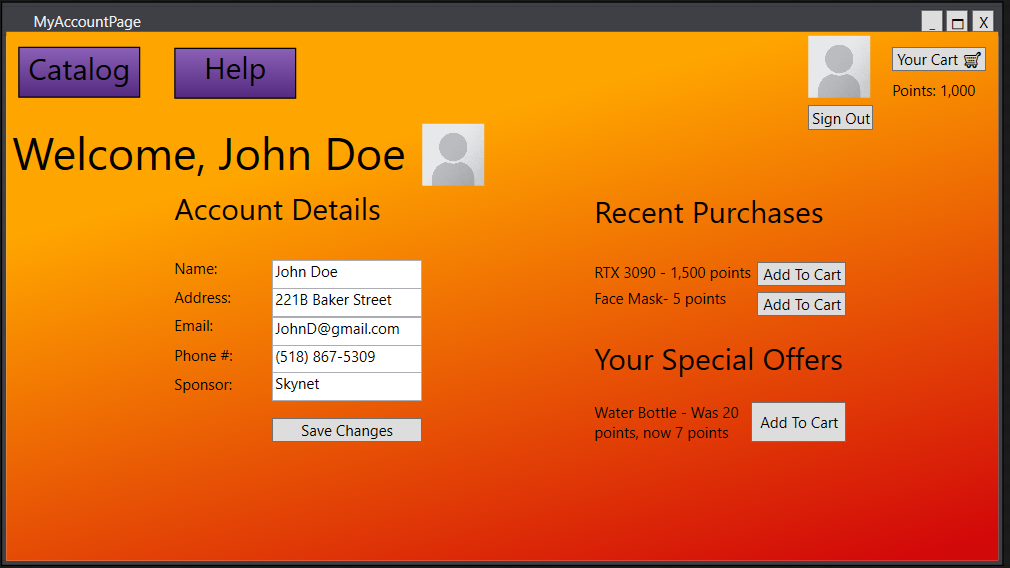 MyAccountPage
_ X
Catalog
Help
Your Cart
Points: 1,000
Sign Out
Welcome, John Doe
Account Details
Name: John Doe
Address: 221B Baker Street
Email: JohnD@gmail.com
Phone #: (518) 867-5309
Sponsor: Skynet
Save Changes
Recent Purchases
RTX 3090 - 1,500 points Add To Cart
Face Mask- 5 points Add To Cart
Your Special Offers
Water Bottle - Was 20
points, now 7 points
Add To Cart